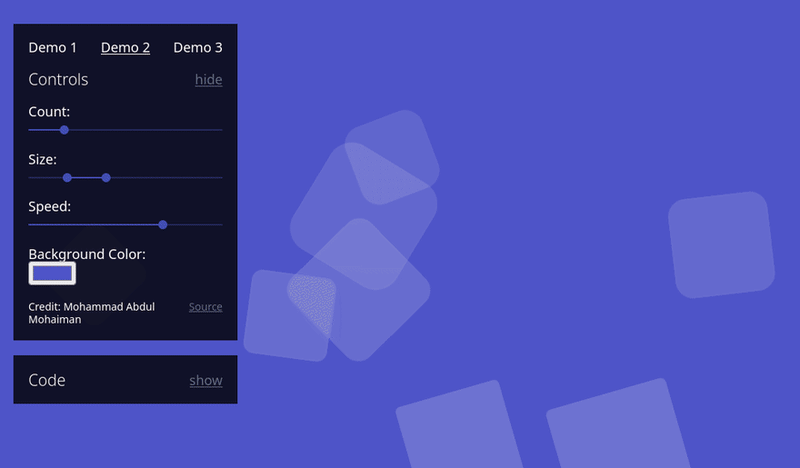 Demo 1 Demo 2 Demo 3
Controls hide
Count:
Size:
Speed:
Background Color:
Credit: Mohammad Abdul Source
Mohaiman
Code show